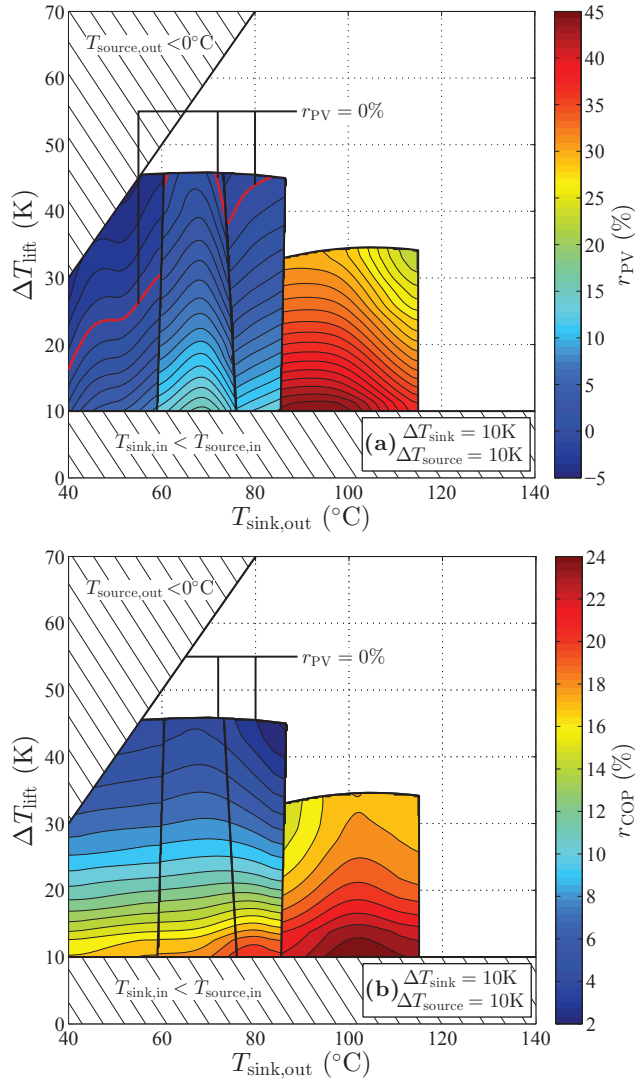 70
60
50
40
30
20
10
0
ΔT_lift (K)
T_source,out <0°C
r_PV = 0%
T_sink,in < T_source,in
(a)
ΔT_sink = 10K
ΔT_source = 10K
40 60 80 100 120 140
T_sink,out (°C)
45
40
35
30
25
20
15
10
5
0
−5
r_PV (%)
70
60
50
40
30
20
10
0
ΔT_lift (K)
T_source,out <0°C
r_PV = 0%
T_sink,in < T_source,in
(b)
ΔT_sink = 10K
ΔT_source = 10K
40 60 80 100 120 140
T_sink,out (°C)
24
22
20
18
16
14
12
10
8
6
4
2
r_COP (%)